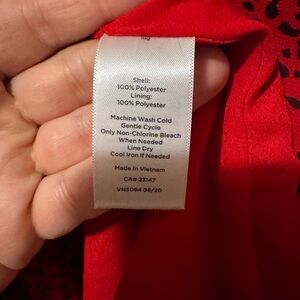 Shell:
100% Polyester
Lining:
100% Polyester
Machine Wash Cold
Gentle Cycle
Only Non-Chlorine Bleach
When Needed
Line Dry
Cool Iron If Needed
Made In Vietnam
CA# 23147
VNS084 06/20